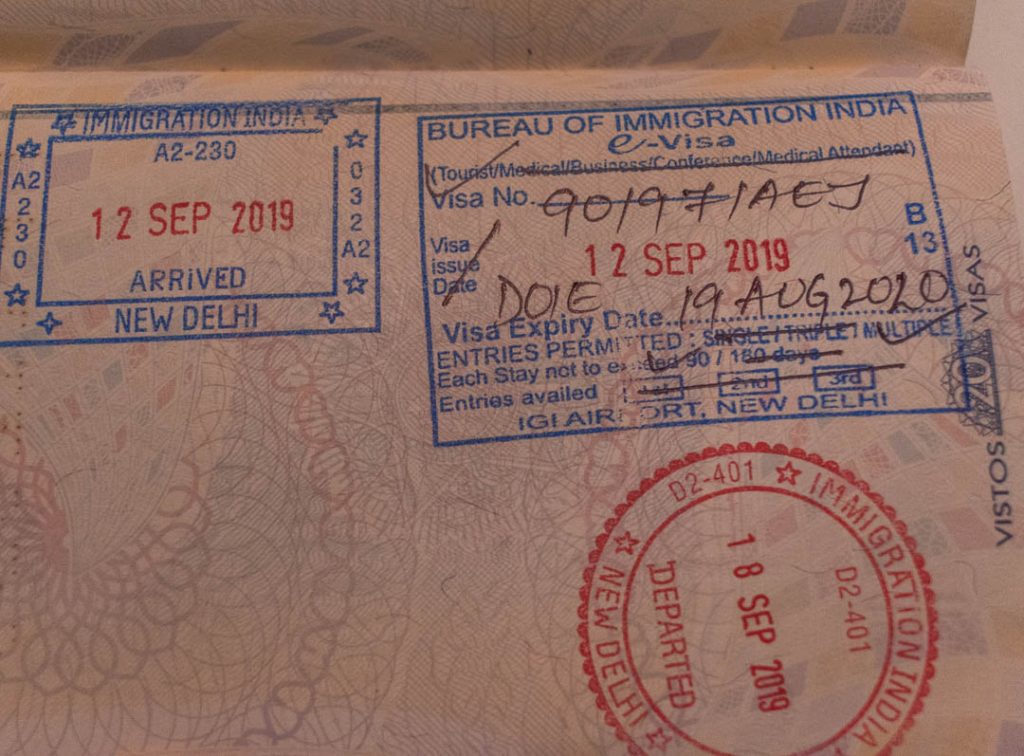 IMMIGRATION INDIA
A2-230
A2
2
3
0
12 SEP 2019
0
3
2
A2
ARRIVED
NEW DELHI
BUREAU OF IMMIGRATION INDIA
e-Visa
(Tourist/Medical/Business/Conference/Medical Attendant)
Visa No. 90197/AEJ
B
13
Visa
issue
Date
12 SEP 2019
DOIE 19 AUG 2020
Visa Expiry Date
ENTRIES PERMITTED : SINGLE / TRIPLE / MULTIPLE
Each Stay not to exceed 90 / 180 days
Entries availed 1st 2nd 3rd
IGI AIRPORT, NEW DELHI
VISTOS 20 VISAS
D2-401
IMMIGRATION INDIA
D2-401
18 SEP 2019
DEPARTED
NEW DELHI